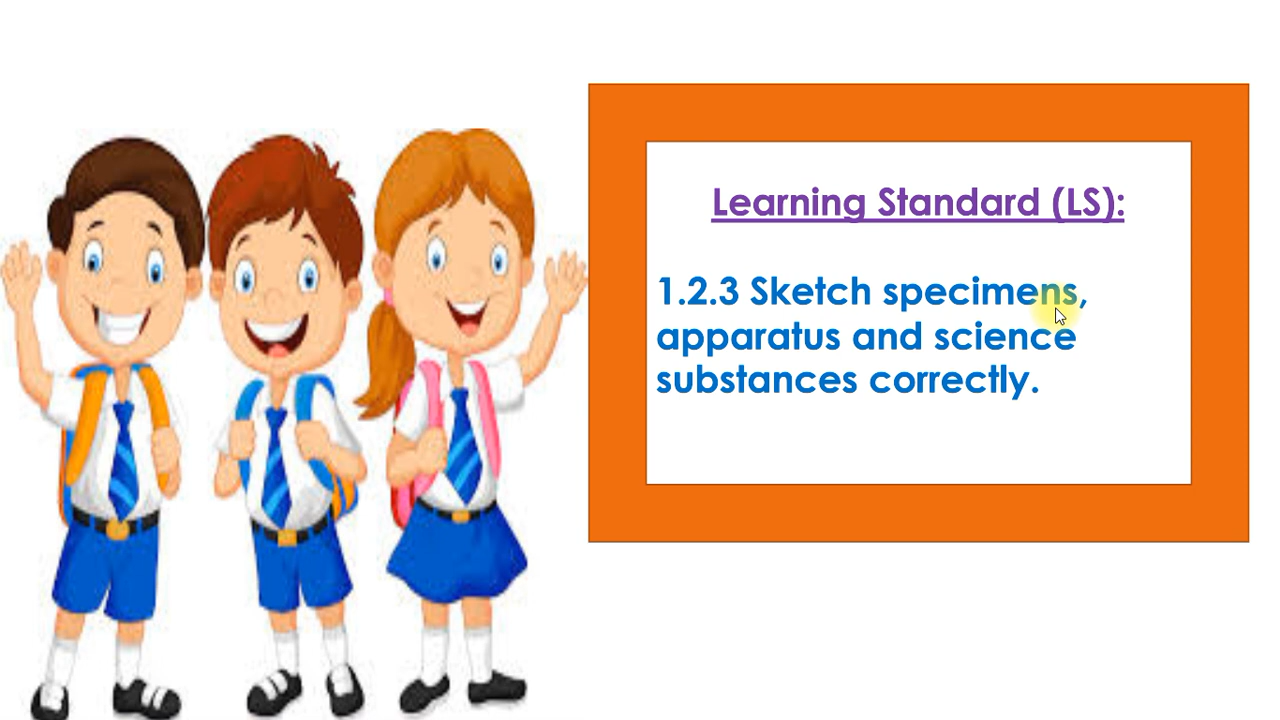 Learning Standard (LS):
1.2.3 Sketch specimens,
apparatus and science
substances correctly.